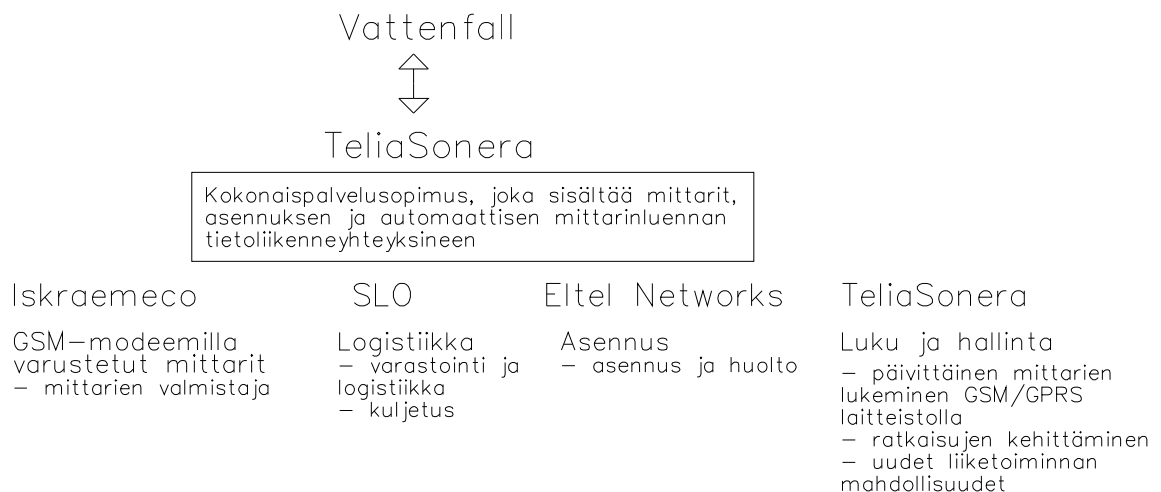 Vattenfall
TeliaSonera
Kokonaispalvelusopimus, joka sisältää mittarit,
asennuksen ja automaattisen mittarinluennan
tietoliikenneyhteyksineen
Iskraemeco
GSM-modeemilla
varustetut mittarit
- mittarien valmistaja
SLO
Logistiikka
- varastointi ja
logistiikka
- kuljetus
Eltel Networks
Asennus
- asennus ja huolto
TeliaSonera
Luku ja hallinta
- päivittäinen mittarien
lukeminen GSM/GPRS
laitteistolla
- ratkaisujen kehittäminen
- uudet liiketoiminnan
mahdollisuudet